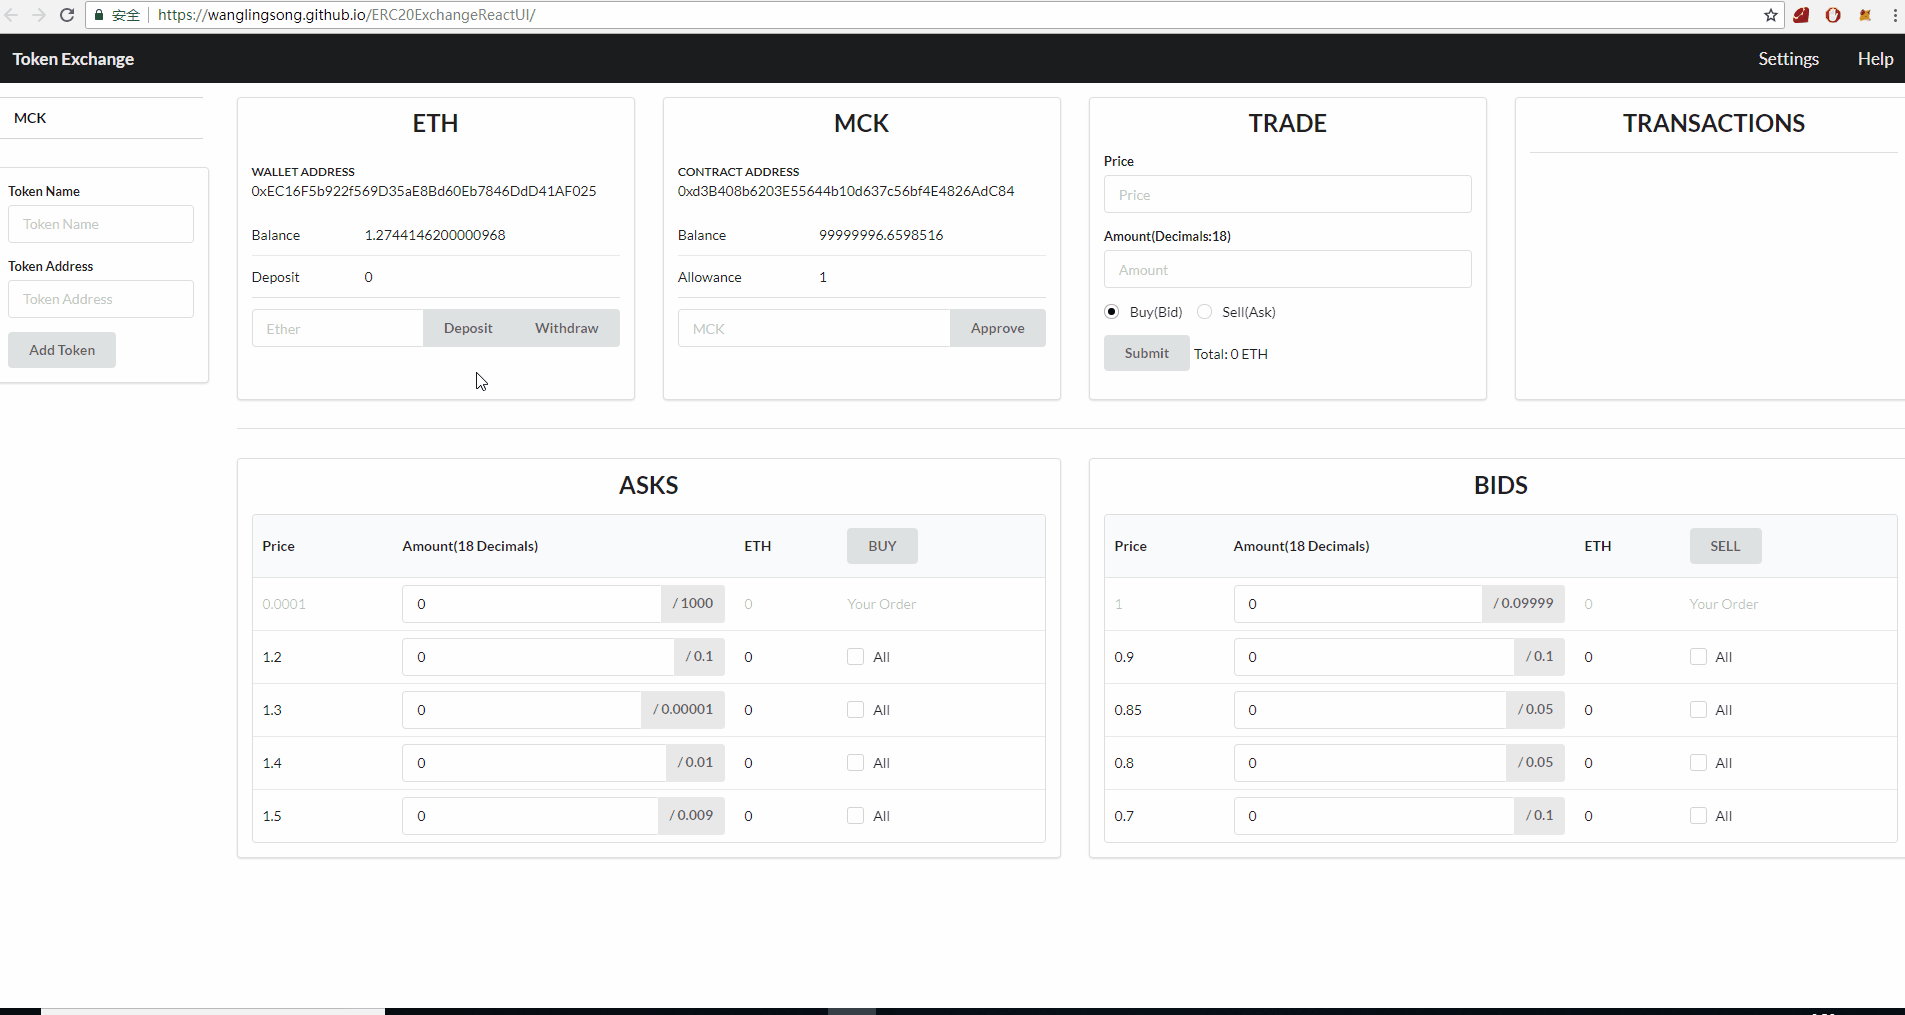 安全 https://wanglingsong.github.io/ERC20ExchangeReactUI/
Token Exchange Settings Help
MCK
Token Name
Token Name
Token Address
Token Address
Add Token
ETH
WALLET ADDRESS
0xEC16F5b922f569D35aE8Bd60Eb7846DdD41AF025
Balance 1.2744146200000968
Deposit 0
Ether Deposit Withdraw
MCK
CONTRACT ADDRESS
0xd3B408b6203E55644b10d637c56bf4E4826AdC84
Balance 99999996.6598516
Allowance 1
MCK Approve
TRADE
Price
Price
Amount(Decimals:18)
Amount
Buy(Bid) Sell(Ask)
Submit Total: 0 ETH
TRANSACTIONS
ASKS
Price Amount(18 Decimals) ETH BUY
0.0001 0 / 1000 0 Your Order
1.2 0 / 0.1 0 All
1.3 0 / 0.00001 0 All
1.4 0 / 0.01 0 All
1.5 0 / 0.009 0 All
BIDS
Price Amount(18 Decimals) ETH SELL
1 0 / 0.09999 0 Your Order
0.9 0 / 0.1 0 All
0.85 0 / 0.05 0 All
0.8 0 / 0.05 0 All
0.7 0 / 0.1 0 All